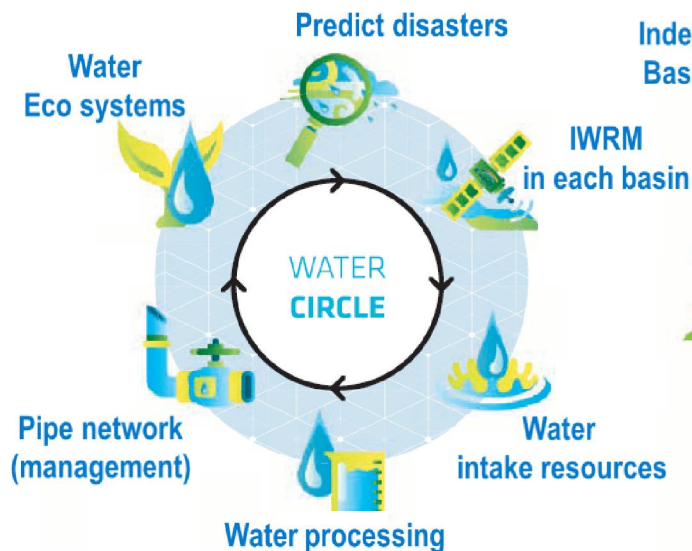 Predict disasters
Water
Eco systems
IWRM
in each basin
WATER
CIRCLE
Pipe network
(management)
Water
intake resources
Water processing